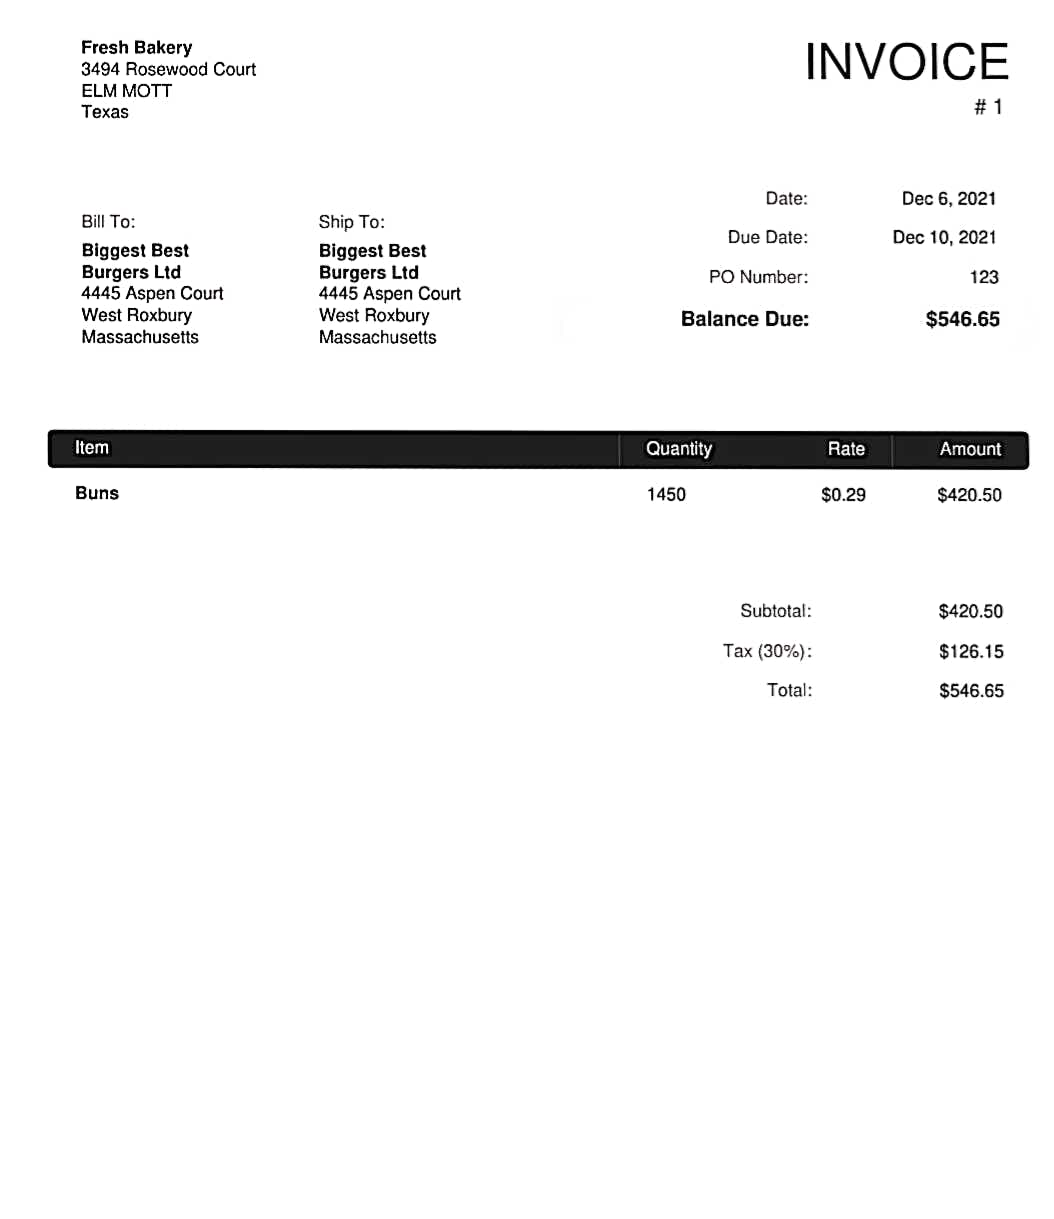 Fresh Bakery
3494 Rosewood Court
ELM MOTT
Texas
INVOICE
# 1
Bill To:
Biggest Best
Burgers Ltd
4445 Aspen Court
West Roxbury
Massachusetts
Ship To:
Biggest Best
Burgers Ltd
4445 Aspen Court
West Roxbury
Massachusetts
Date: Dec 6, 2021
Due Date: Dec 10, 2021
PO Number: 123
Balance Due: $546.65
Item Quantity Rate Amount
Buns 1450 $0.29 $420.50
Subtotal: $420.50
Tax (30%): $126.15
Total: $546.65